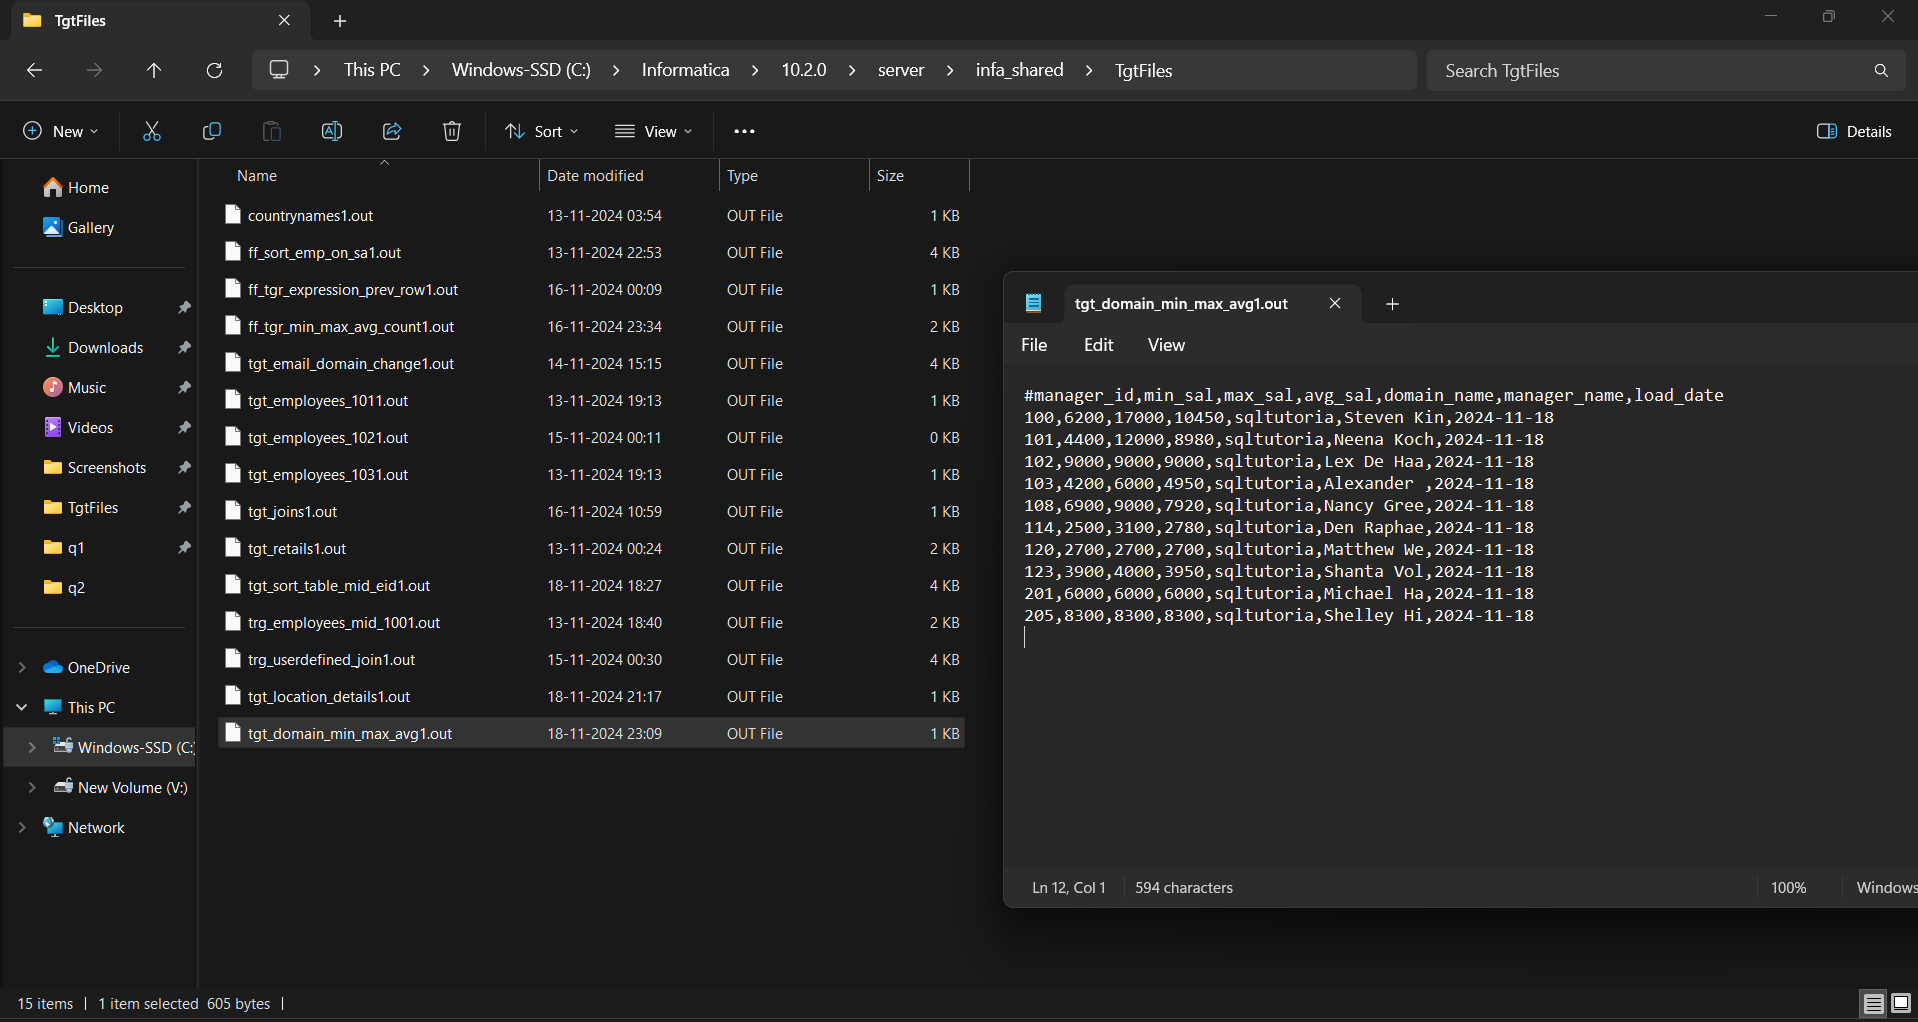 TgtFiles
This PC > Windows-SSD (C:) > Informatica > 10.2.0 > server > infa_shared > TgtFiles
Search TgtFiles
New
Sort
View
Details
Home
Gallery
Desktop
Downloads
Music
Videos
Screenshots
TgtFiles
q1
q2
OneDrive
This PC
Windows-SSD (C:)
New Volume (V:)
Network
Name Date modified Type Size
countrynames1.out 13-11-2024 03:54 OUT File 1 KB
ff_sort_emp_on_sa1.out 13-11-2024 22:53 OUT File 4 KB
ff_tgr_expression_prev_row1.out 16-11-2024 00:09 OUT File 1 KB
ff_tgr_min_max_avg_count1.out 16-11-2024 23:34 OUT File 2 KB
tgt_email_domain_change1.out 14-11-2024 15:15 OUT File 4 KB
tgt_employees_1011.out 13-11-2024 19:13 OUT File 1 KB
tgt_employees_1021.out 15-11-2024 00:11 OUT File 0 KB
tgt_employees_1031.out 13-11-2024 19:13 OUT File 1 KB
tgt_joins1.out 16-11-2024 10:59 OUT File 1 KB
tgt_retails1.out 13-11-2024 00:24 OUT File 2 KB
tgt_sort_table_mid_eid1.out 18-11-2024 18:27 OUT File 4 KB
trg_employees_mid_1001.out 13-11-2024 18:40 OUT File 2 KB
trg_userdefined_join1.out 15-11-2024 00:30 OUT File 4 KB
tgt_location_details1.out 18-11-2024 21:17 OUT File 1 KB
tgt_domain_min_max_avg1.out 18-11-2024 23:09 OUT File 1 KB
tgt_domain_min_max_avg1.out
File Edit View
#manager_id,min_sal,max_sal,avg_sal,domain_name,manager_name,load_date
100,6200,17000,10450,sqltutoria,Steven Kin,2024-11-18
101,4400,12000,8980,sqltutoria,Neena Koch,2024-11-18
102,9000,9000,9000,sqltutoria,Lex De Haa,2024-11-18
103,4200,6000,4950,sqltutoria,Alexander ,2024-11-18
108,6900,9000,7920,sqltutoria,Nancy Gree,2024-11-18
114,2500,3100,2780,sqltutoria,Den Raphae,2024-11-18
120,2700,2700,2700,sqltutoria,Matthew We,2024-11-18
123,3900,4000,3950,sqltutoria,Shanta Vol,2024-11-18
201,6000,6000,6000,sqltutoria,Michael Ha,2024-11-18
205,8300,8300,8300,sqltutoria,Shelley Hi,2024-11-18
Ln 12, Col 1 594 characters 100% Windows
15 items 1 item selected 605 bytes